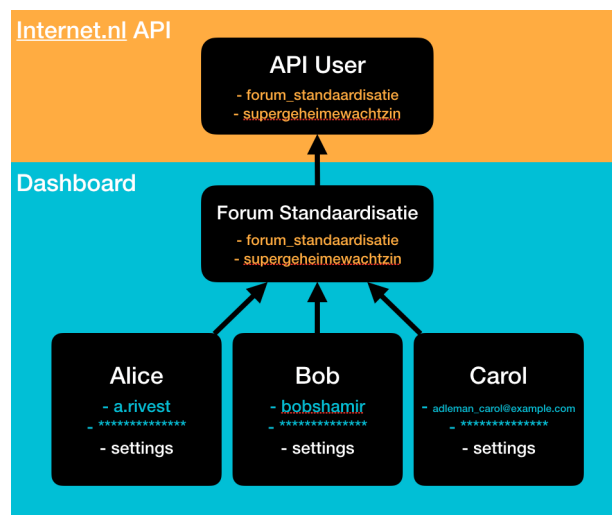 Internet.nl API
API User
- forum_standaardisatie
- supergeheimewachtzin
Dashboard
Forum Standaardisatie
- forum_standaardisatie
- supergeheimewachtzin
Alice
- a.rivest
- **************
- settings
Bob
- bobshamir
- **************
- settings
Carol
- adleman_carol@example.com
- **************
- settings